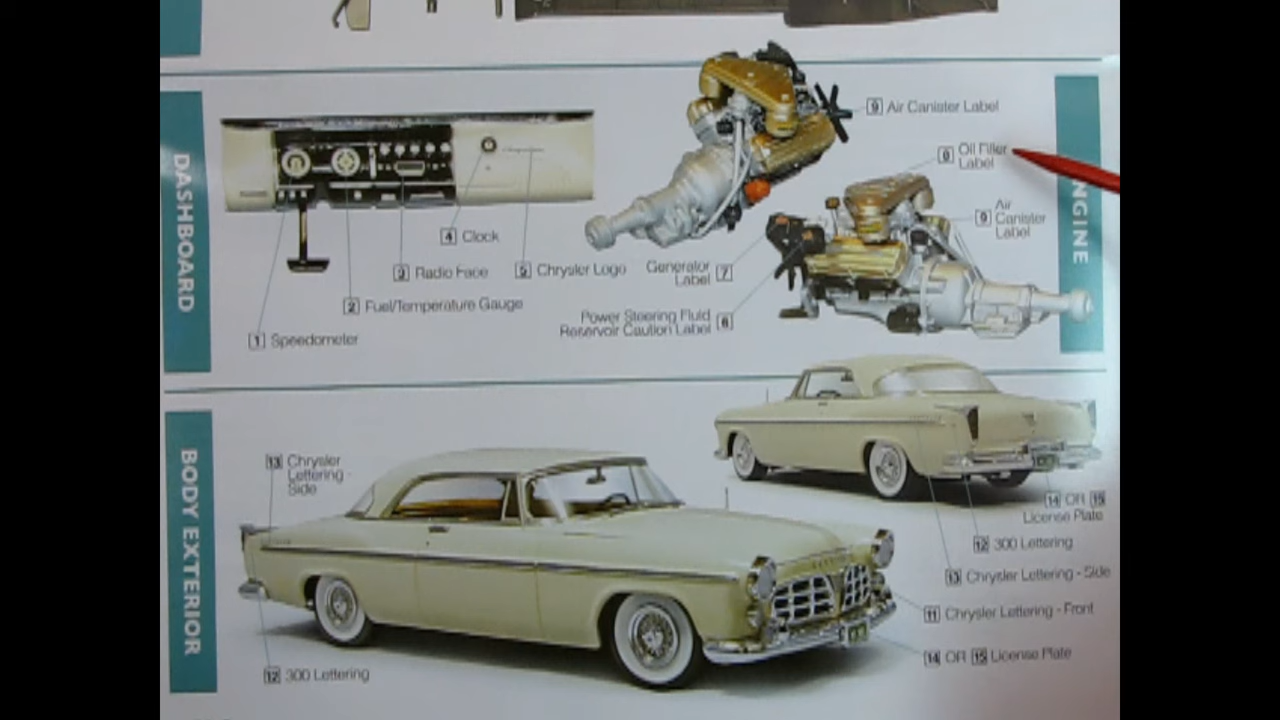 DASHBOARD
4 Clock
3 Radio Face
5 Chrysler Logo
2 Fuel/Temperature Gauge
1 Speedometer
ENGINE
9 Air Canister Label
8 Oil Filler
Label
9 Air
Canister
Label
Generator
Label 7
Power Steering Fluid
Reservoir Caution Label 6
BODY EXTERIOR
13 Chrysler
Lettering -
Side
12 300 Lettering
14 OR 15
License Plate
12 300 Lettering
13 Chrysler Lettering - Side
11 Chrysler Lettering - Front
14 OR 15 License Plate